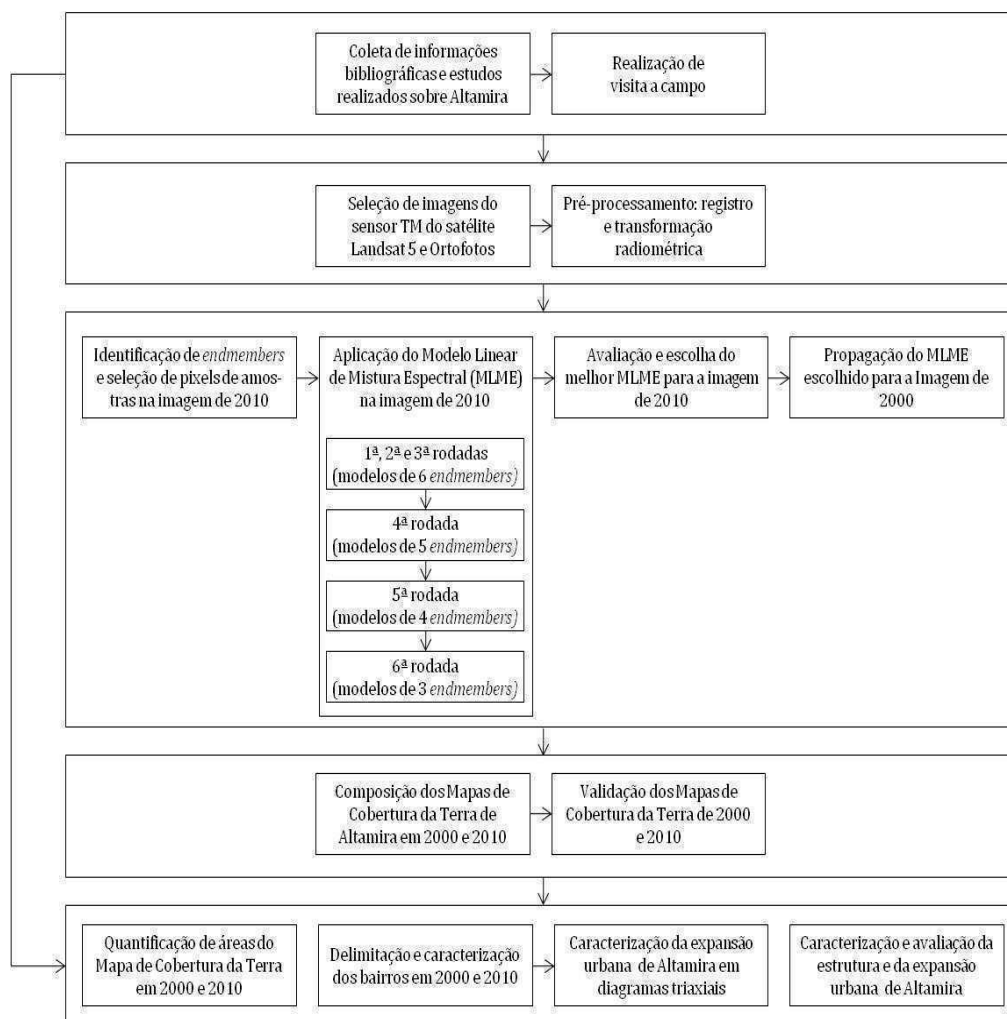 Coleta de informações
bibliográficas e estudos
realizados sobre Altamira
Realização de
visita a campo
Seleção de imagens do
sensor TM do satélite
Landsat 5 e Ortofotos
Pré-processamento: registro
e transformação
radiométrica
Identificação de endmembers
e seleção de pixels de amos-
tras na imagem de 2010
Aplicação do Modelo Linear
de Mistura Espectral (MLME)
na imagem de 2010
1ª, 2ª e 3ª rodadas
(modelos de 6 endmembers)
4ª rodada
(modelos de 5 endmembers)
5ª rodada
(modelos de 4 endmembers)
6ª rodada
(modelos de 3 endmembers)
Avaliação e escolha do
melhor MLME para a imagem
de 2010
Propagação do MLME
escolhido para a Imagem de
2000
Composição dos Mapas de
Cobertura da Terra de
Altamira em 2000 e 2010
Validação dos Mapas de
Cobertura da Terra de 2000
e 2010
Quantificação de áreas do
Mapa de Cobertura da Terra
em 2000 e 2010
Delimitação e caracterização
dos bairros em 2000 e 2010
Caracterização da expansão
urbana de Altamira em
diagramas triaxiais
Caracterização e avaliação da
estrutura e da expansão
urbana de Altamira